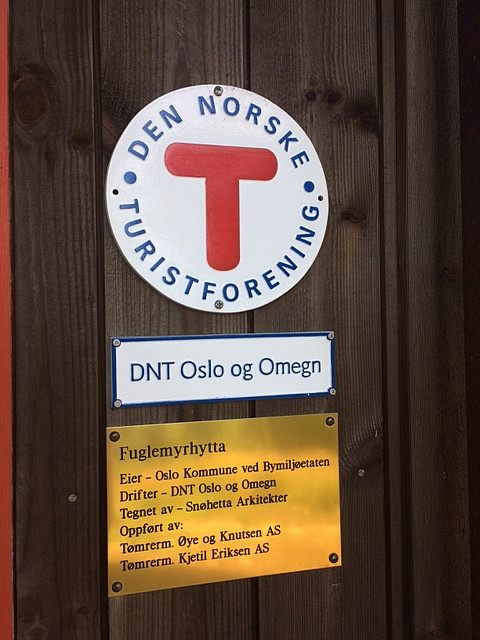 DEN NORSKE
T
TURISTFORENING
DNT Oslo og Omegn
Fuglemyrhytta
Eier – Oslo Kommune ved Bymiljøetaten
Drifter – DNT Oslo og Omegn
Tegnet av – Snøhetta Arkitekter
Oppført av:
Tømrerm. Øye og Knutsen AS
Tømrerm. Kjetil Eriksen AS